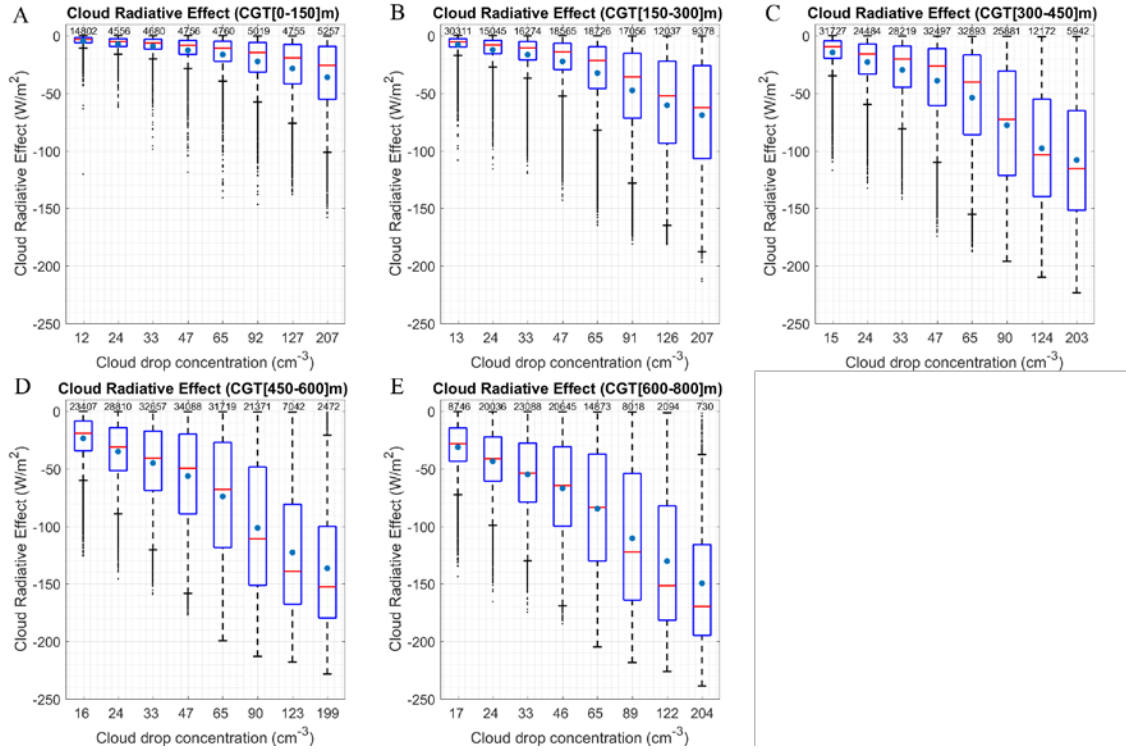 A
Cloud Radiative Effect (CGT[0-150]m)
14802 4556 4680 4756 4760 5019 4755 5257
0
-50
-100
-150
-200
-250
Cloud Radiative Effect (W/m²)
12 24 33 47 65 92 127 207
Cloud drop concentration (cm⁻³)
B
Cloud Radiative Effect (CGT[150-300]m)
30311 15045 16274 18565 18726 17056 12037 9378
0
-50
-100
-150
-200
-250
Cloud Radiative Effect (W/m²)
13 24 33 47 65 91 126 207
Cloud drop concentration (cm⁻³)
C
Cloud Radiative Effect (CGT[300-450]m)
31727 24484 28219 32497 32893 25881 12172 5942
0
-50
-100
-150
-200
-250
Cloud Radiative Effect (W/m²)
15 24 33 47 65 90 124 203
Cloud drop concentration (cm⁻³)
D
Cloud Radiative Effect (CGT[450-600]m)
23407 28810 32657 34088 31719 21371 7042 2472
0
-50
-100
-150
-200
-250
Cloud Radiative Effect (W/m²)
16 24 33 47 65 90 123 199
Cloud drop concentration (cm⁻³)
E
Cloud Radiative Effect (CGT[600-800]m)
8746 20036 23088 20645 14873 8018 2094 730
0
-50
-100
-150
-200
-250
Cloud Radiative Effect (W/m²)
17 24 33 46 65 89 122 204
Cloud drop concentration (cm⁻³)